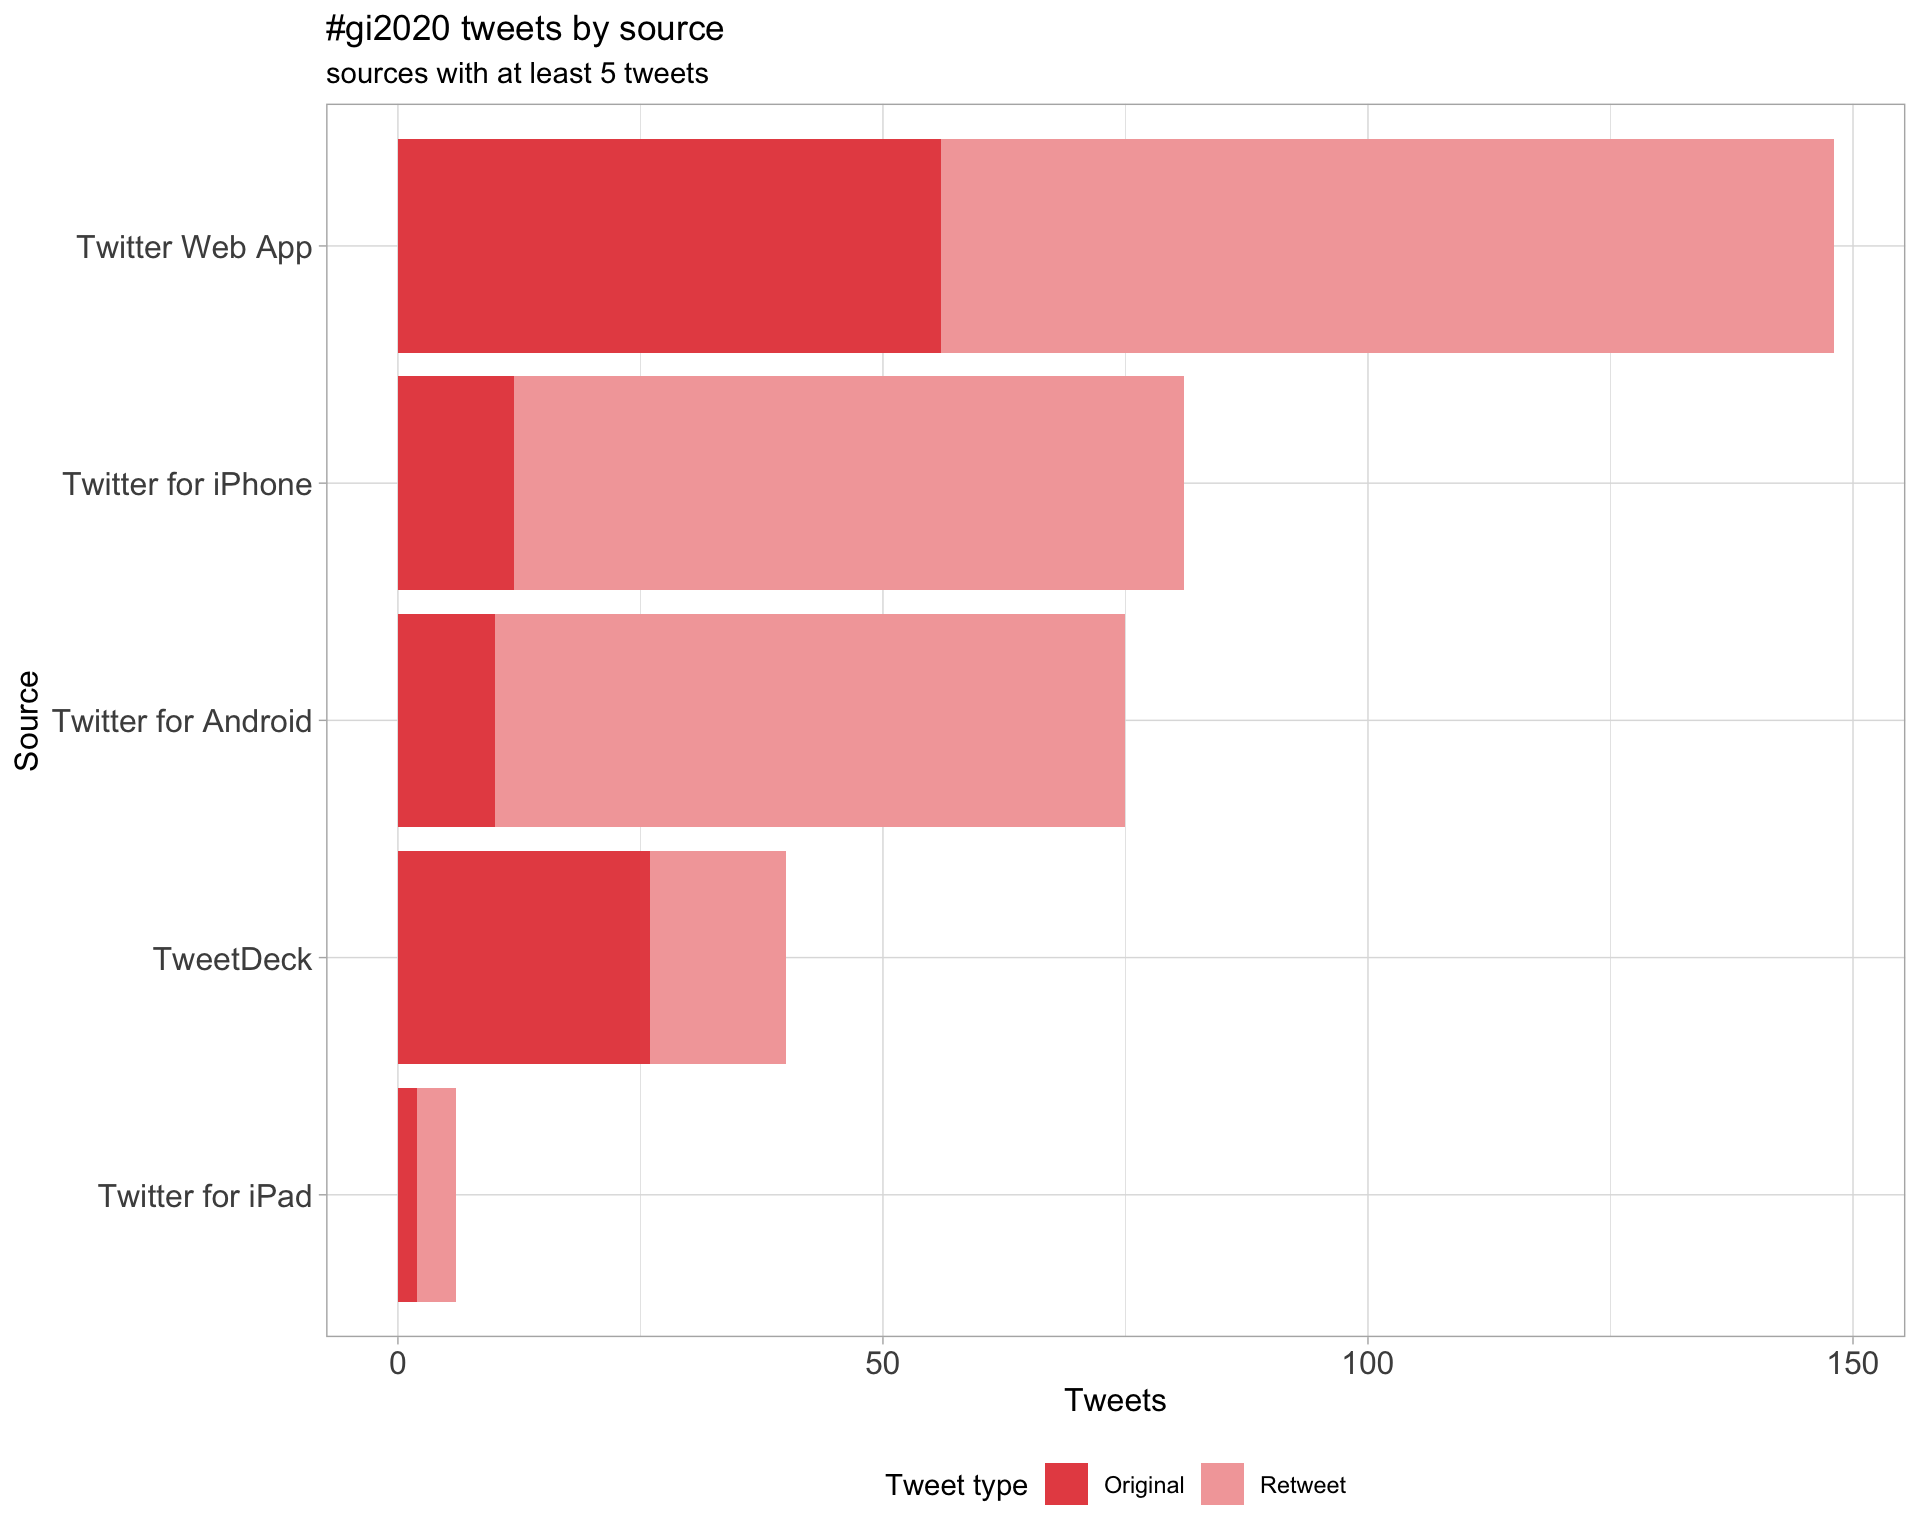 #gi2020 tweets by source
sources with at least 5 tweets
Source
Twitter Web App
Twitter for iPhone
Twitter for Android
TweetDeck
Twitter for iPad
0 50 100 150
Tweets
Tweet type Original Retweet